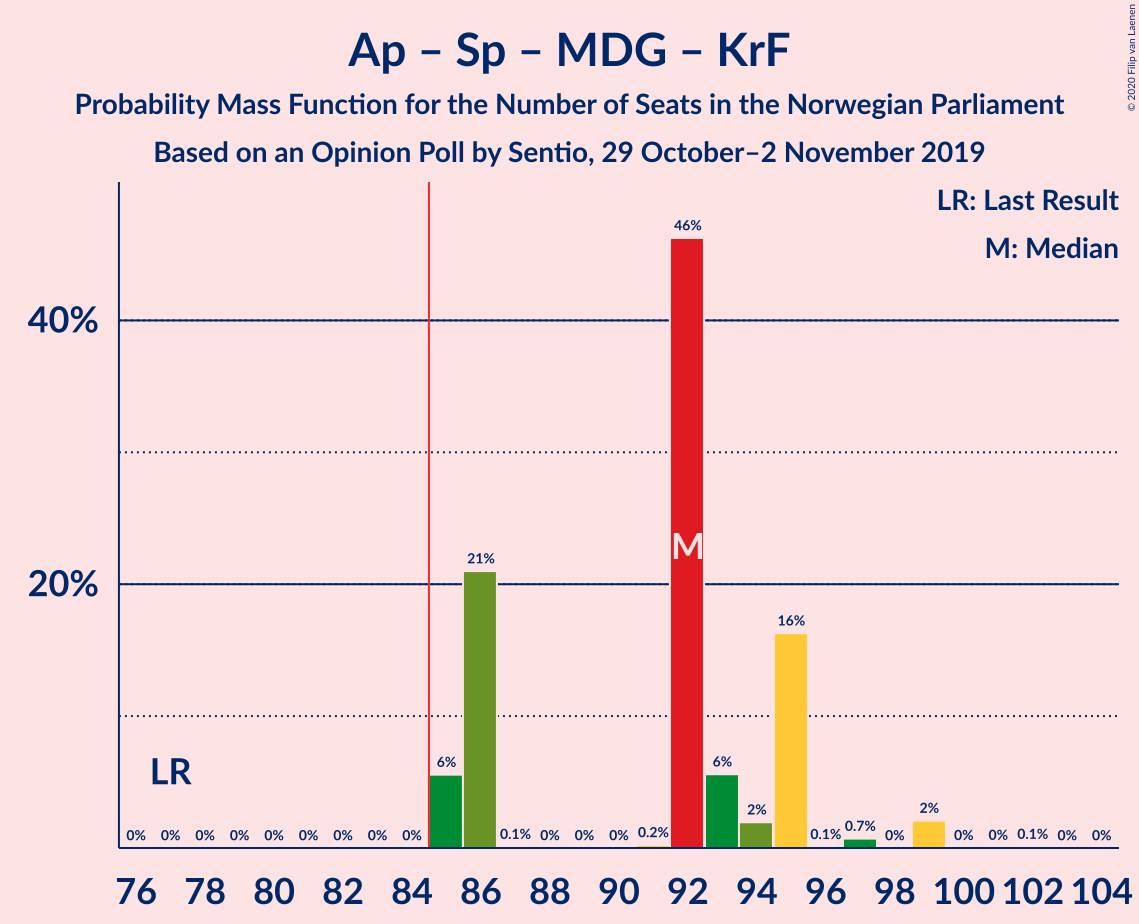 Ap – Sp – MDG – KrF
Probability Mass Function for the Number of Seats in the Norwegian Parliament
Based on an Opinion Poll by Sentio, 29 October–2 November 2019
© 2020 Filip van Laenen
LR: Last Result
M: Median
40%
20%
LR
M
0% 0% 0% 0% 0% 0% 0% 0% 0% 6% 21% 0.1% 0% 0% 0% 0.2% 46% 6% 2% 16% 0.1% 0.7% 0% 2% 0% 0% 0.1% 0% 0%
76 78 80 82 84 86 88 90 92 94 96 98 100 102 104